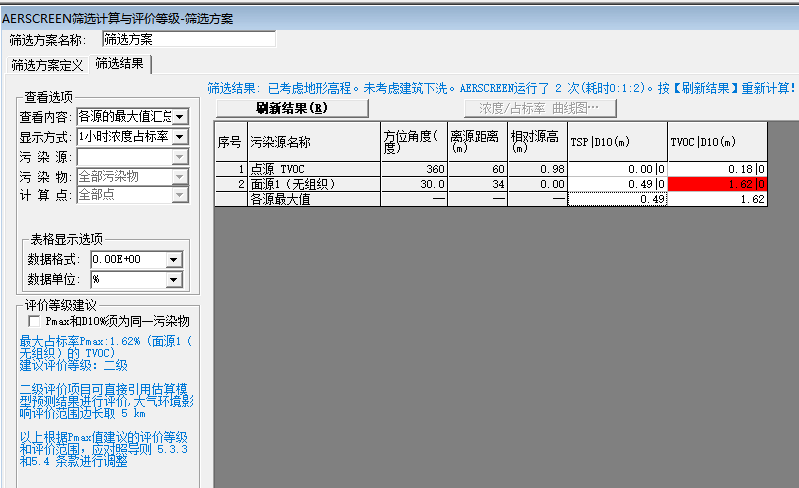 AERSCREEN筛选计算与评价等级-筛选方案
筛选方案名称: 筛选方案
筛选方案定义 筛选结果
筛选结果: 已考虑地形高程。未考虑建筑下洗。AERSCREEN运行了 2 次(耗时0:1:2)。按【刷新结果】重新计算!
刷新结果(R) 浓度/占标率 曲线图…
查看选项
查看内容: 各源的最大值汇总
显示方式: 1小时浓度占标率
污 染 源:
污 染 物: 全部污染物
计 算 点: 全部点
表格显示选项
数据格式: 0.00E+00
数据单位: %
评价等级建议
Pmax和D10%须为同一污染物
最大占标率Pmax:1.62% (面源1 (
无组织) 的 TVOC)
建议评价等级: 二级
二级评价项目可直接引用估算模
型预测结果进行评价,大气环境影
响评价范围边长取 5 km
以上根据Pmax值建议的评价等级
和评价范围, 应对照导则 5.3.3
和5.4 条款进行调整
序号 污染源名称 方位角度(度) 离源距离(m) 相对源高(m) TSP|D10(m) TVOC|D10(m)
1 点源 TVOC 360 60 0.98 0.00|0 0.18|0
2 面源1 (无组织) 30.0 34 0.00 0.49|0 1.62|0
各源最大值 — — — 0.49 1.62